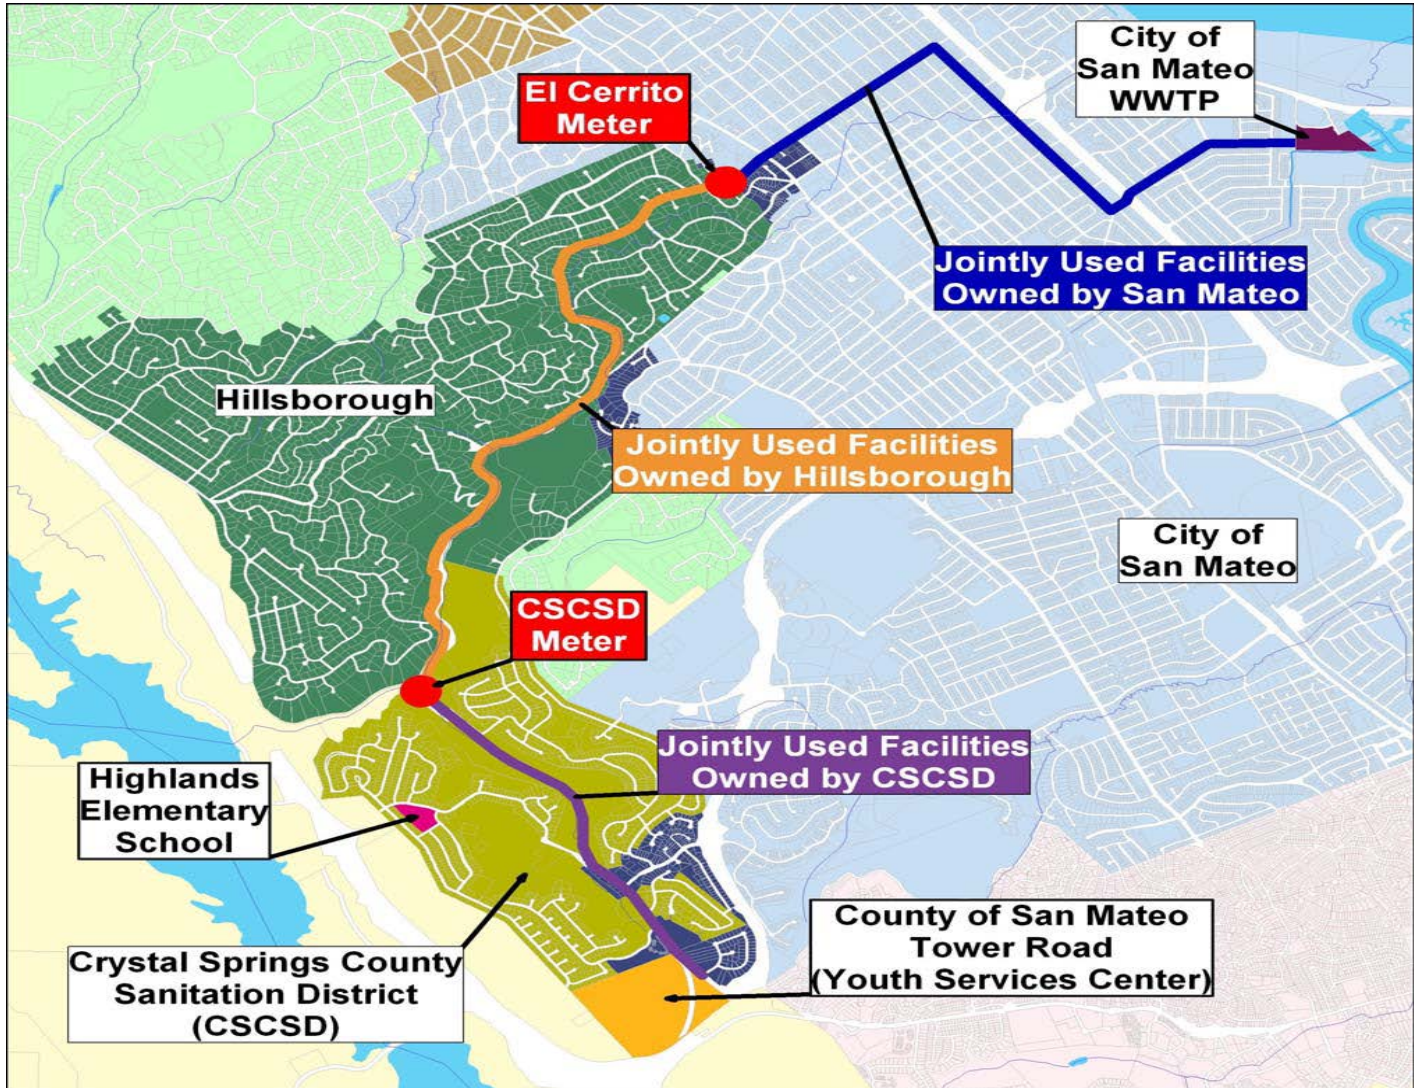 City of
San Mateo
WWTP
El Cerrito
Meter
Jointly Used Facilities
Owned by San Mateo
Hillsborough
Jointly Used Facilities
Owned by Hillsborough
City of
San Mateo
CSCSD
Meter
Jointly Used Facilities
Owned by CSCSD
Highlands
Elementary
School
County of San Mateo
Tower Road
(Youth Services Center)
Crystal Springs County
Sanitation District
(CSCSD)